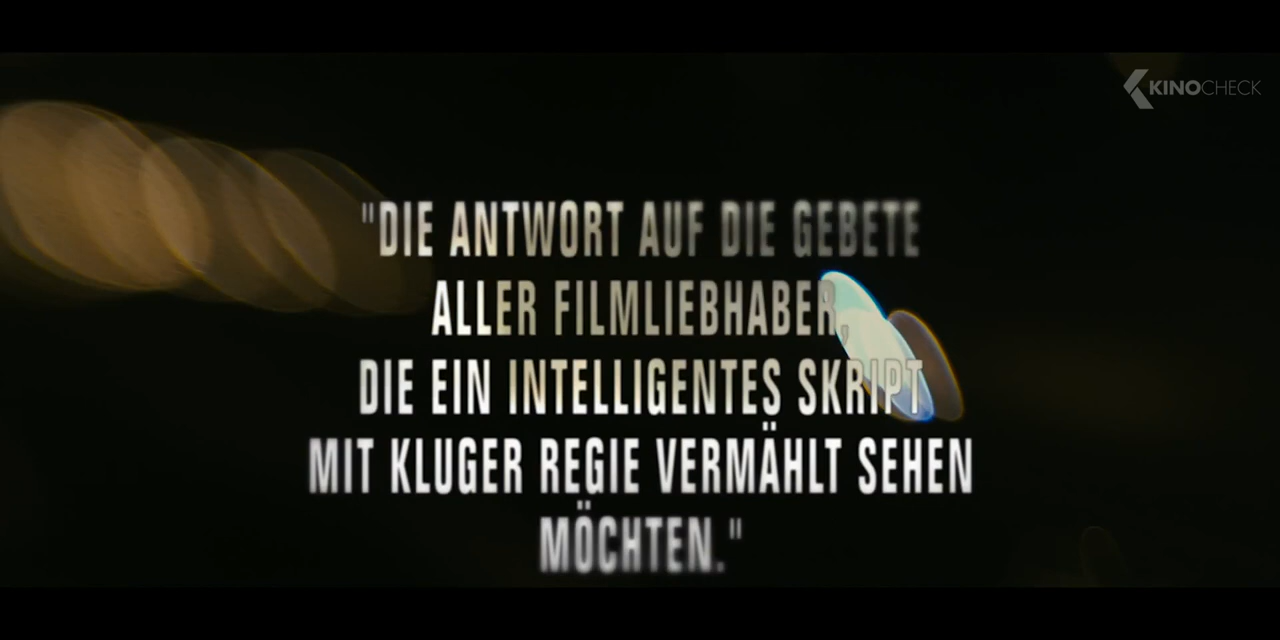 KINOCHECK
"DIE ANTWORT AUF DIE GEBETE
ALLER FILMLIEBHABER,
DIE EIN INTELLIGENTES SKRIPT
MIT KLUGER REGIE VERMÄHLT SEHEN
MÖCHTEN."